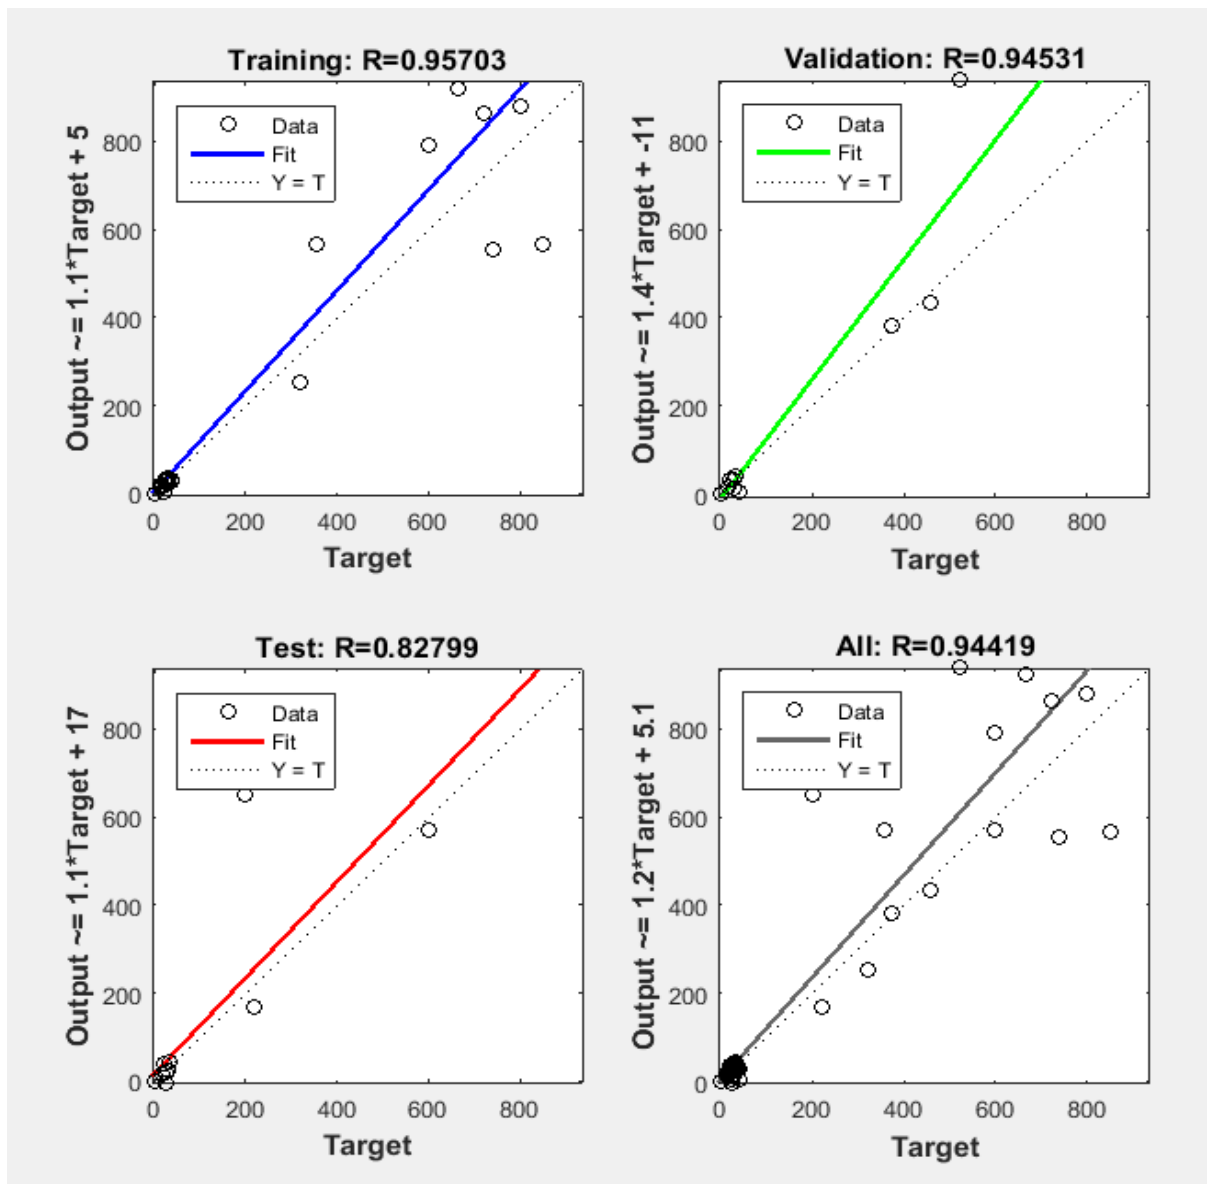 Training: R=0.95703
Output ~= 1.1*Target + 5
Data
Fit
Y = T
800
600
400
200
0
0 200 400 600 800
Target
Validation: R=0.94531
Output ~= 1.4*Target + -11
Data
Fit
Y = T
800
600
400
200
0
0 200 400 600 800
Target
Test: R=0.82799
Output ~= 1.1*Target + 17
Data
Fit
Y = T
800
600
400
200
0
0 200 400 600 800
Target
All: R=0.94419
Output ~= 1.2*Target + 5.1
Data
Fit
Y = T
800
600
400
200
0
0 200 400 600 800
Target